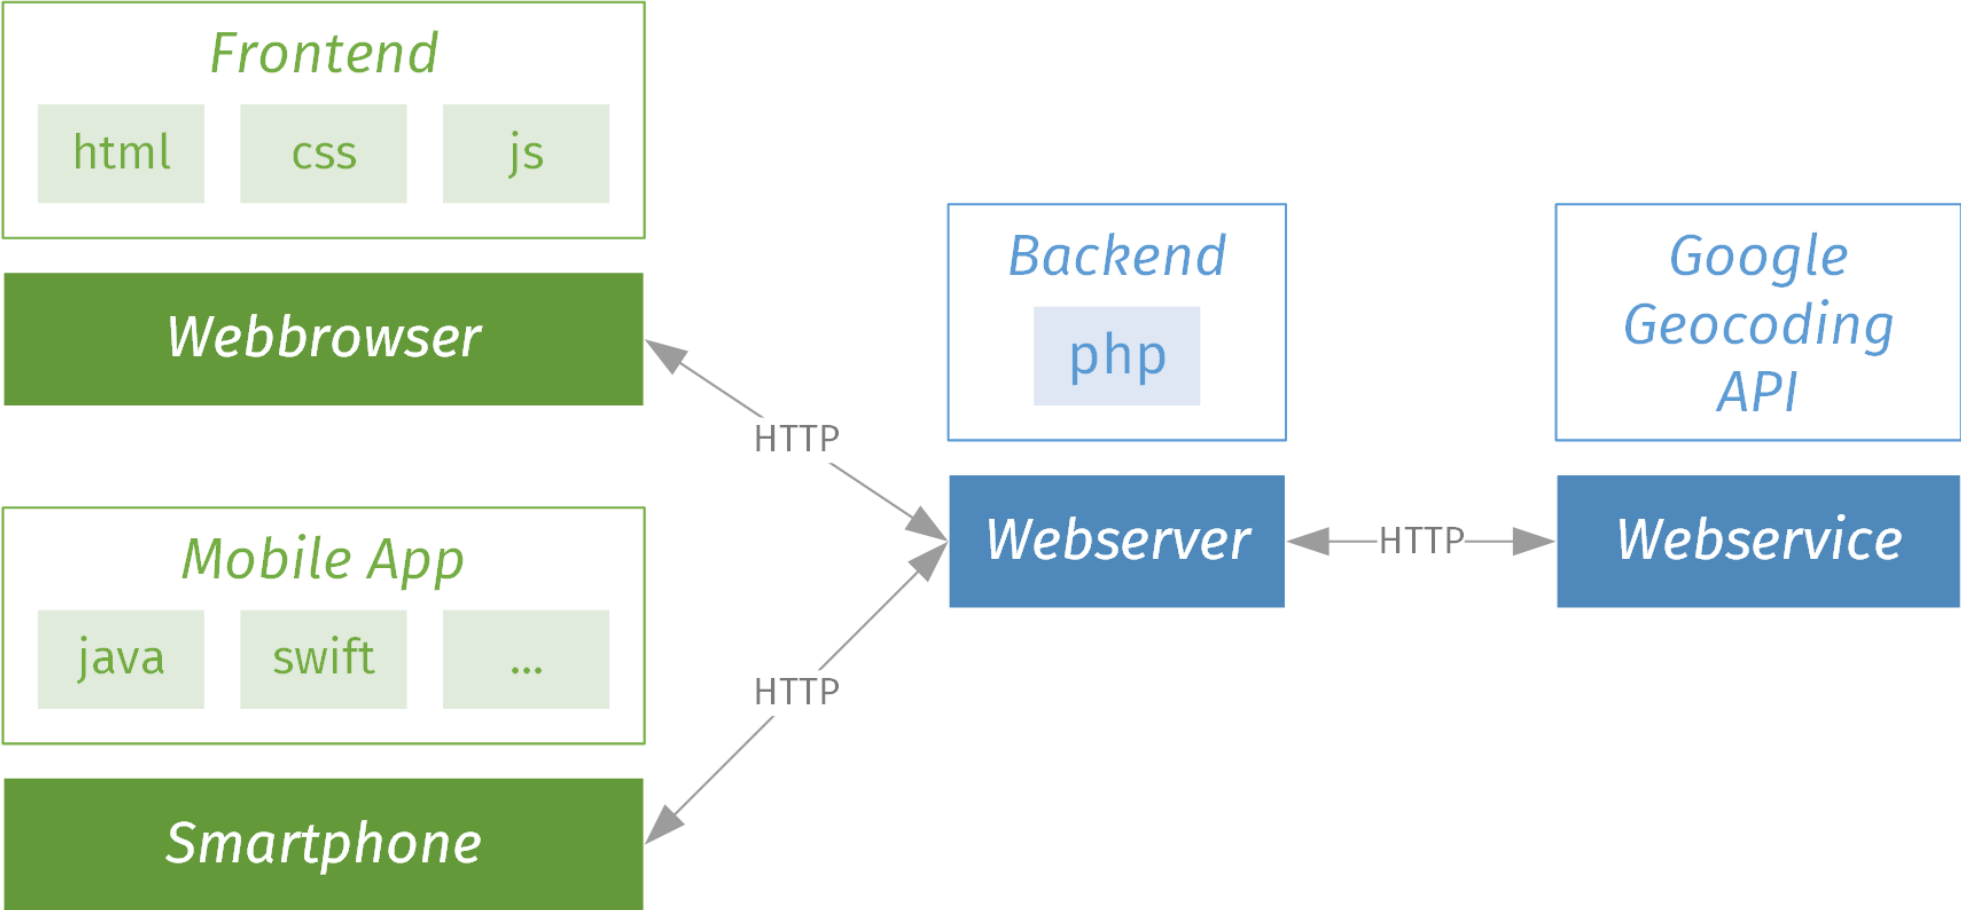 Frontend
html css js
Webbrowser
HTTP
Mobile App
java swift ...
Smartphone
HTTP
Backend
php
Webserver
HTTP
Google
Geocoding
API
Webservice